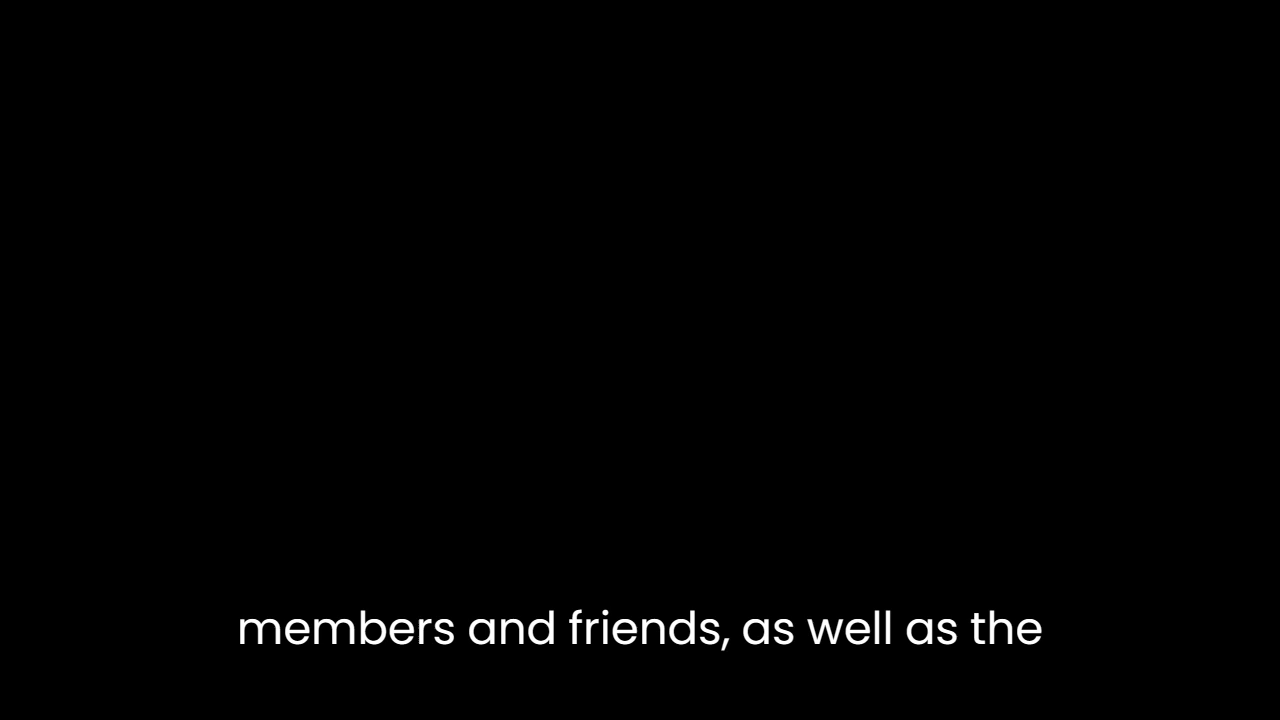 members and friends, as well as the